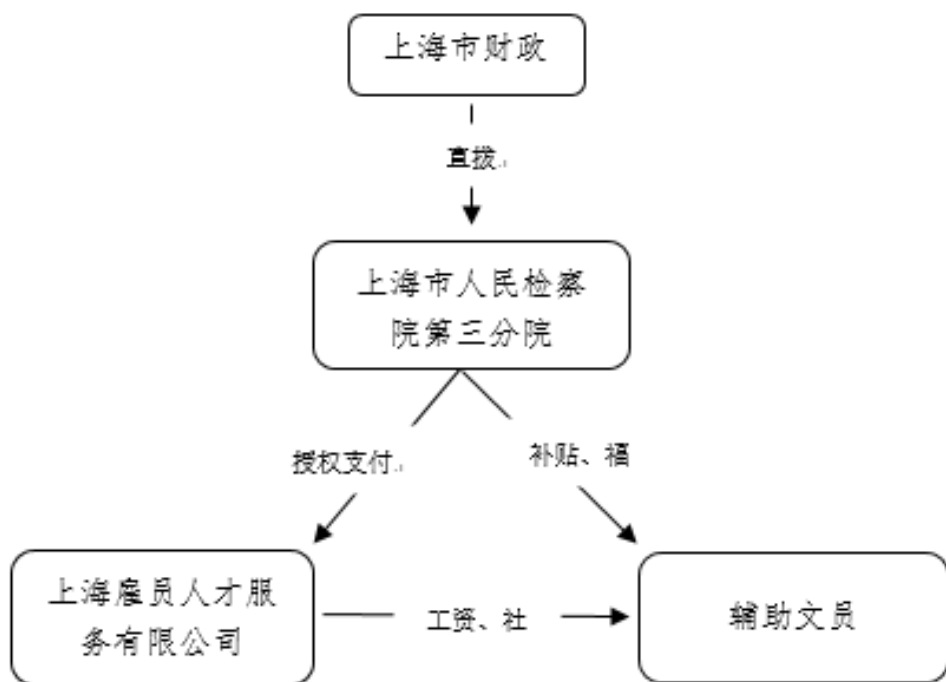 上海市财政
直拨
上海市人民检察
院第三分院
授权支付
补贴、福
上海雇员人才服
务有限公司
工资、社
辅助文员